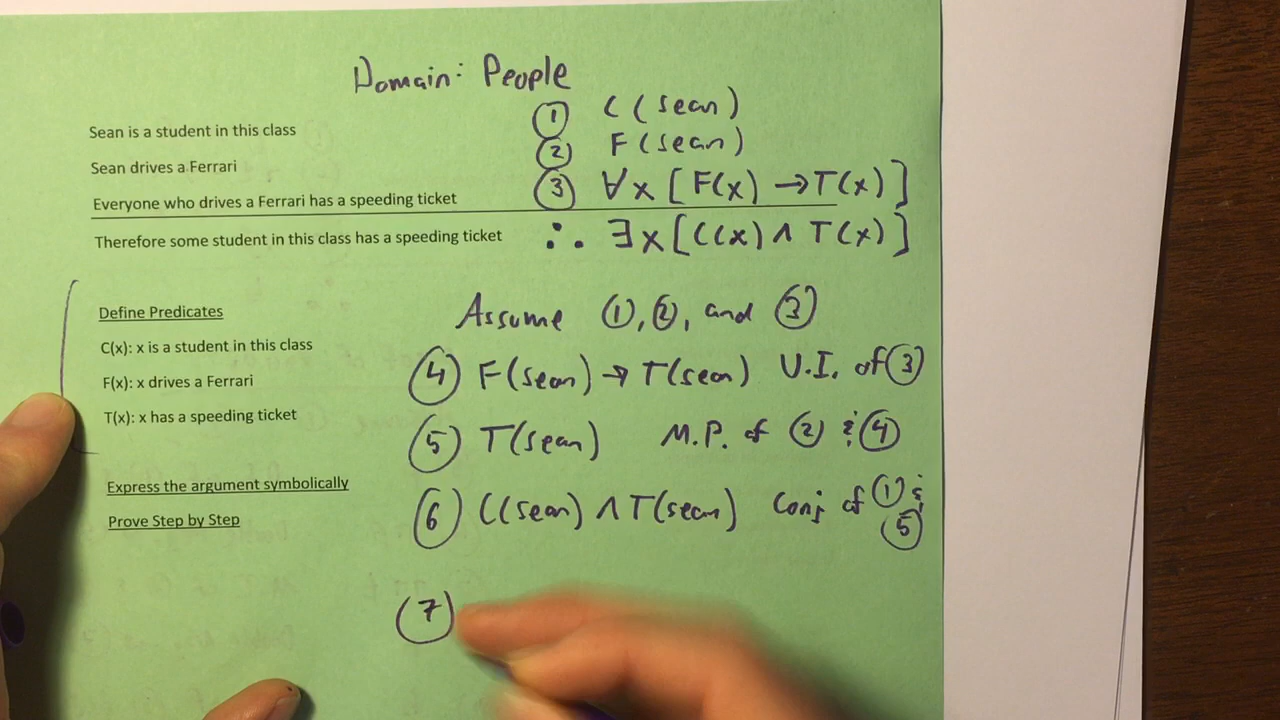 Domain: People
Sean is a student in this class ① C(sean)
Sean drives a Ferrari ② F(sean)
Everyone who drives a Ferrari has a speeding ticket ③ ∀x[F(x)→T(x)]
Therefore some student in this class has a speeding ticket ∴ ∃x[C(x)∧T(x)]
Define Predicates
C(x): x is a student in this class
F(x): x drives a Ferrari
T(x): x has a speeding ticket
Express the argument symbolically
Prove Step by Step
Assume ①, ②, and ③
④ F(sean)→T(sean) U.I. of ③
⑤ T(sean) M.P. of ② & ④
⑥ C(sean)∧T(sean) Conj of ① &
⑤
⑦